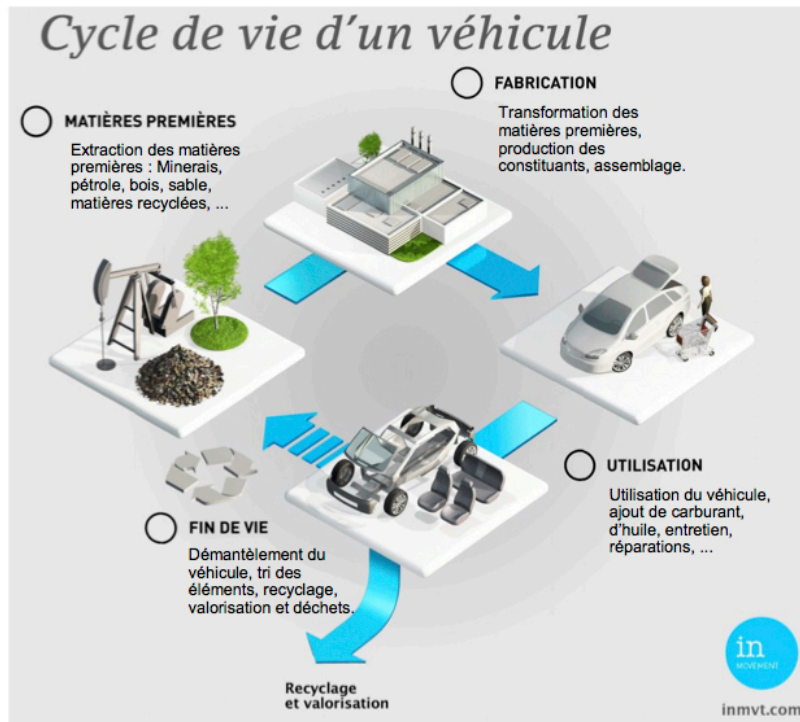 Cycle de vie d'un véhicule
MATIÈRES PREMIÈRES
Extraction des matières
premières : Minerais,
pétrole, bois, sable,
matières recyclées, ...
FABRICATION
Transformation des
matières premières,
production des
constituants, assemblage.
UTILISATION
Utilisation du véhicule,
ajout de carburant,
d'huile, entretien,
réparations, ...
FIN DE VIE
Démantèlement du
véhicule, tri des
éléments, recyclage,
valorisation et déchets.
Recyclage
et valorisation
in
MOVEMENT
inmvt.com